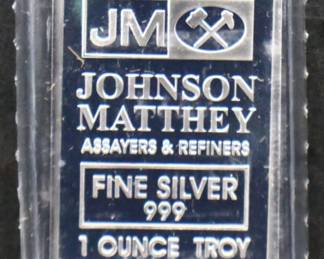 JM
JOHNSON
MATTHEY
ASSAYERS & REFINERS
FINE SILVER
999
1 OUNCE TROY